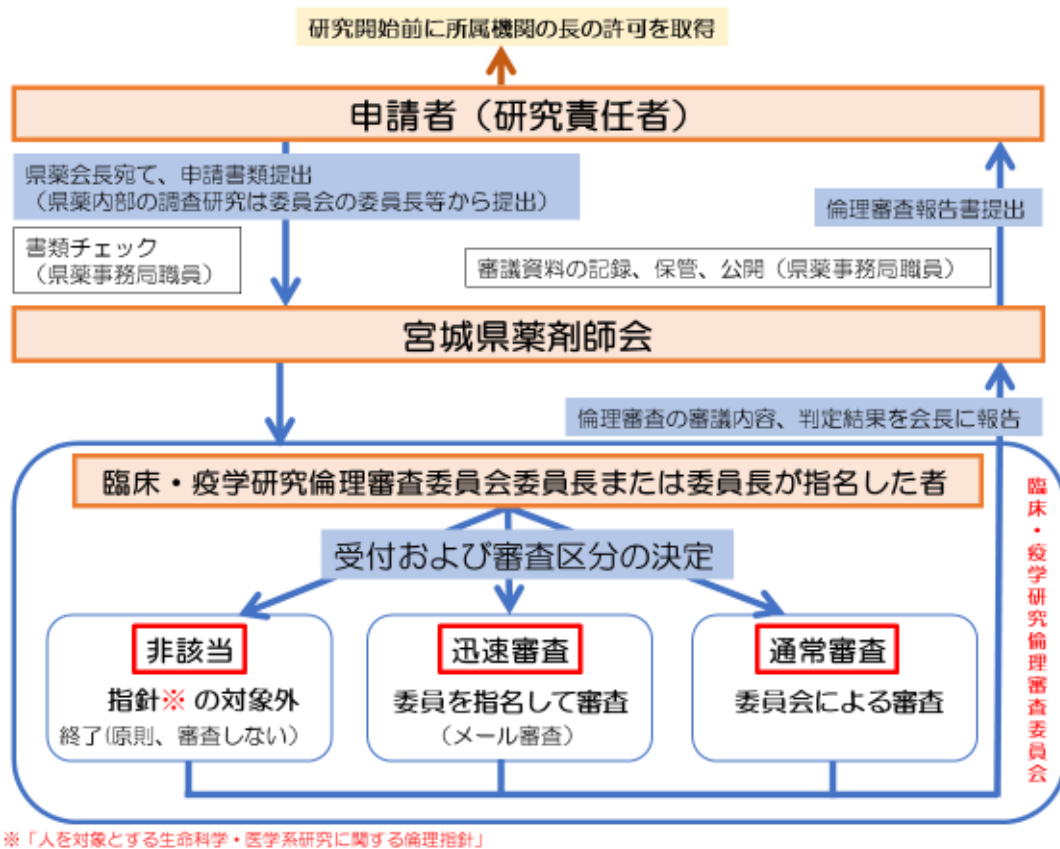 研究開始前に所属機関の長の許可を取得
申請者（研究責任者）
県薬会長宛て、申請書類提出
（県薬内部の調査研究は委員会の委員長等から提出）
倫理審査報告書提出
書類チェック
（県薬事務局職員）
審議資料の記録、保管、公開（県薬事務局職員）
宮城県薬剤師会
倫理審査の審議内容、判定結果を会長に報告
臨床・疫学研究倫理審査委員会委員長または委員長が指名した者
臨床・疫学研究倫理審査委員会
受付および審査区分の決定
非該当
指針※ の対象外
終了(原則、審査しない）
迅速審査
委員を指名して審査
（メール審査）
通常審査
委員会による審査
※「人を対象とする生命科学・医学系研究に関する倫理指針」